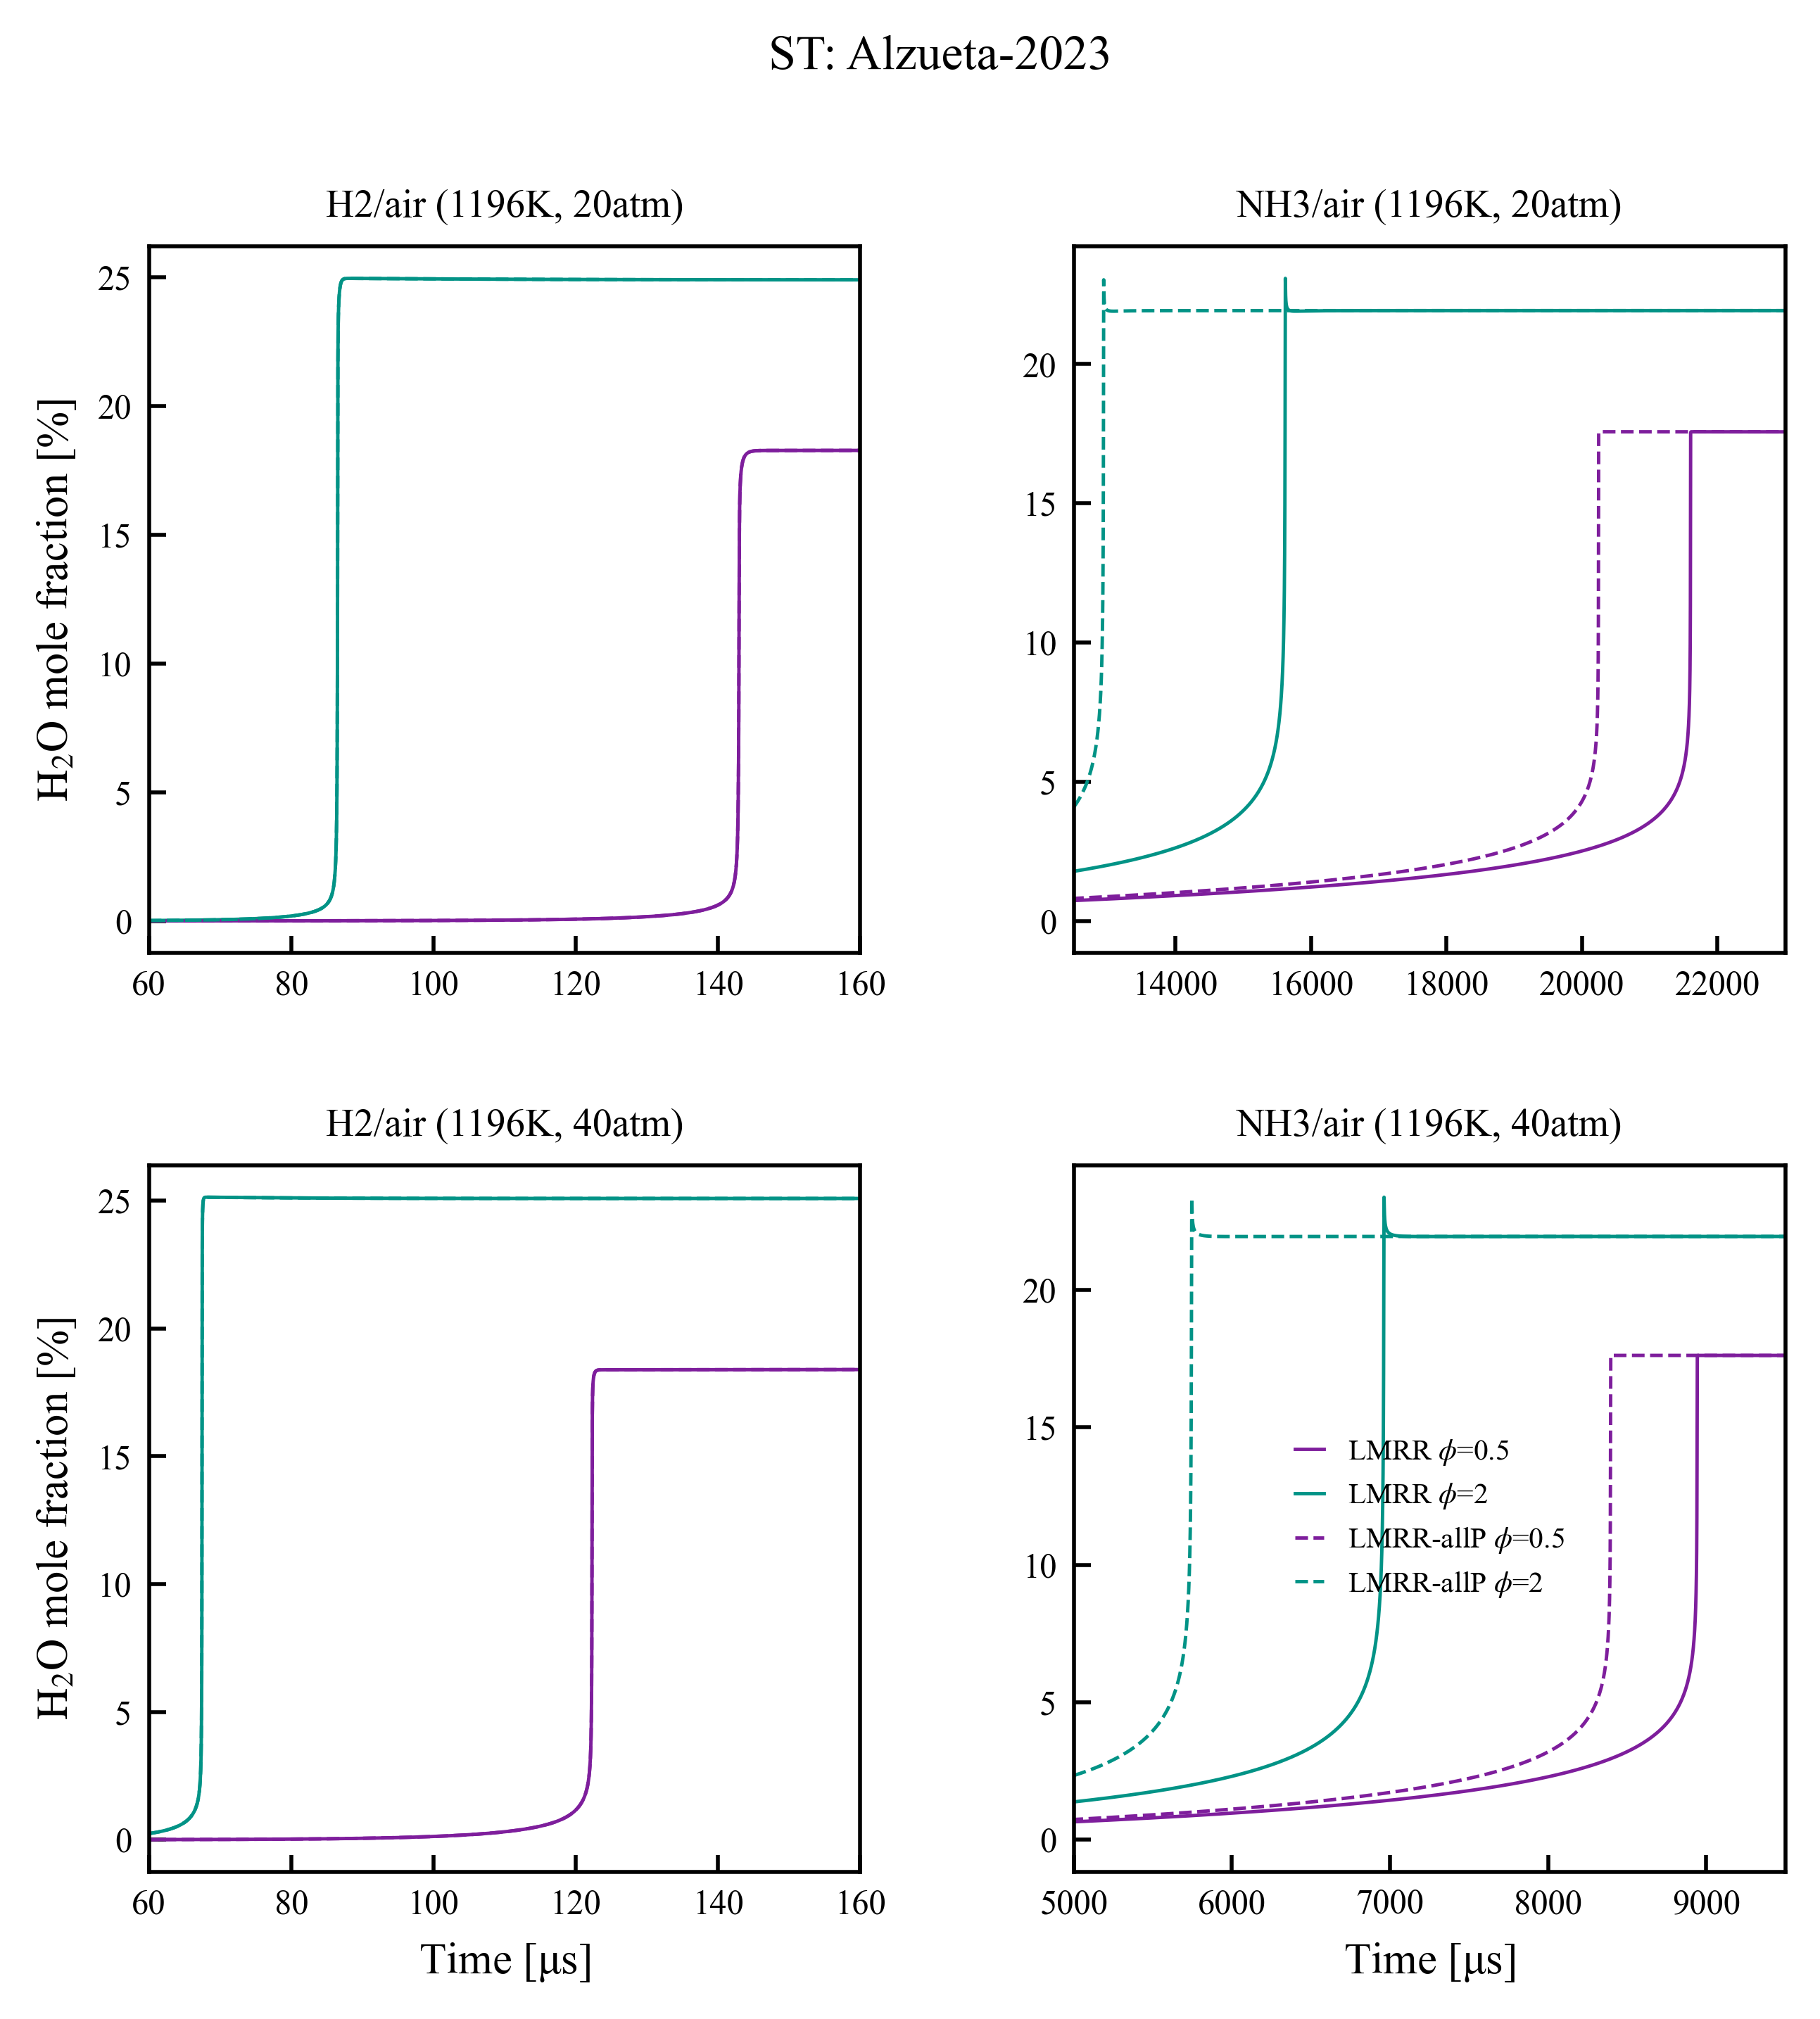 ST: Alzueta-2023
H2/air (1196K, 20atm)
H₂O mole fraction [%]
25
20
15
10
5
0
60 80 100 120 140 160
NH3/air (1196K, 20atm)
20
15
10
5
0
14000 16000 18000 20000 22000
H2/air (1196K, 40atm)
H₂O mole fraction [%]
25
20
15
10
5
0
60 80 100 120 140 160
Time [μs]
NH3/air (1196K, 40atm)
20
15
10
5
0
LMRR ϕ=0.5
LMRR ϕ=2
LMRR-allP ϕ=0.5
LMRR-allP ϕ=2
5000 6000 7000 8000 9000
Time [μs]